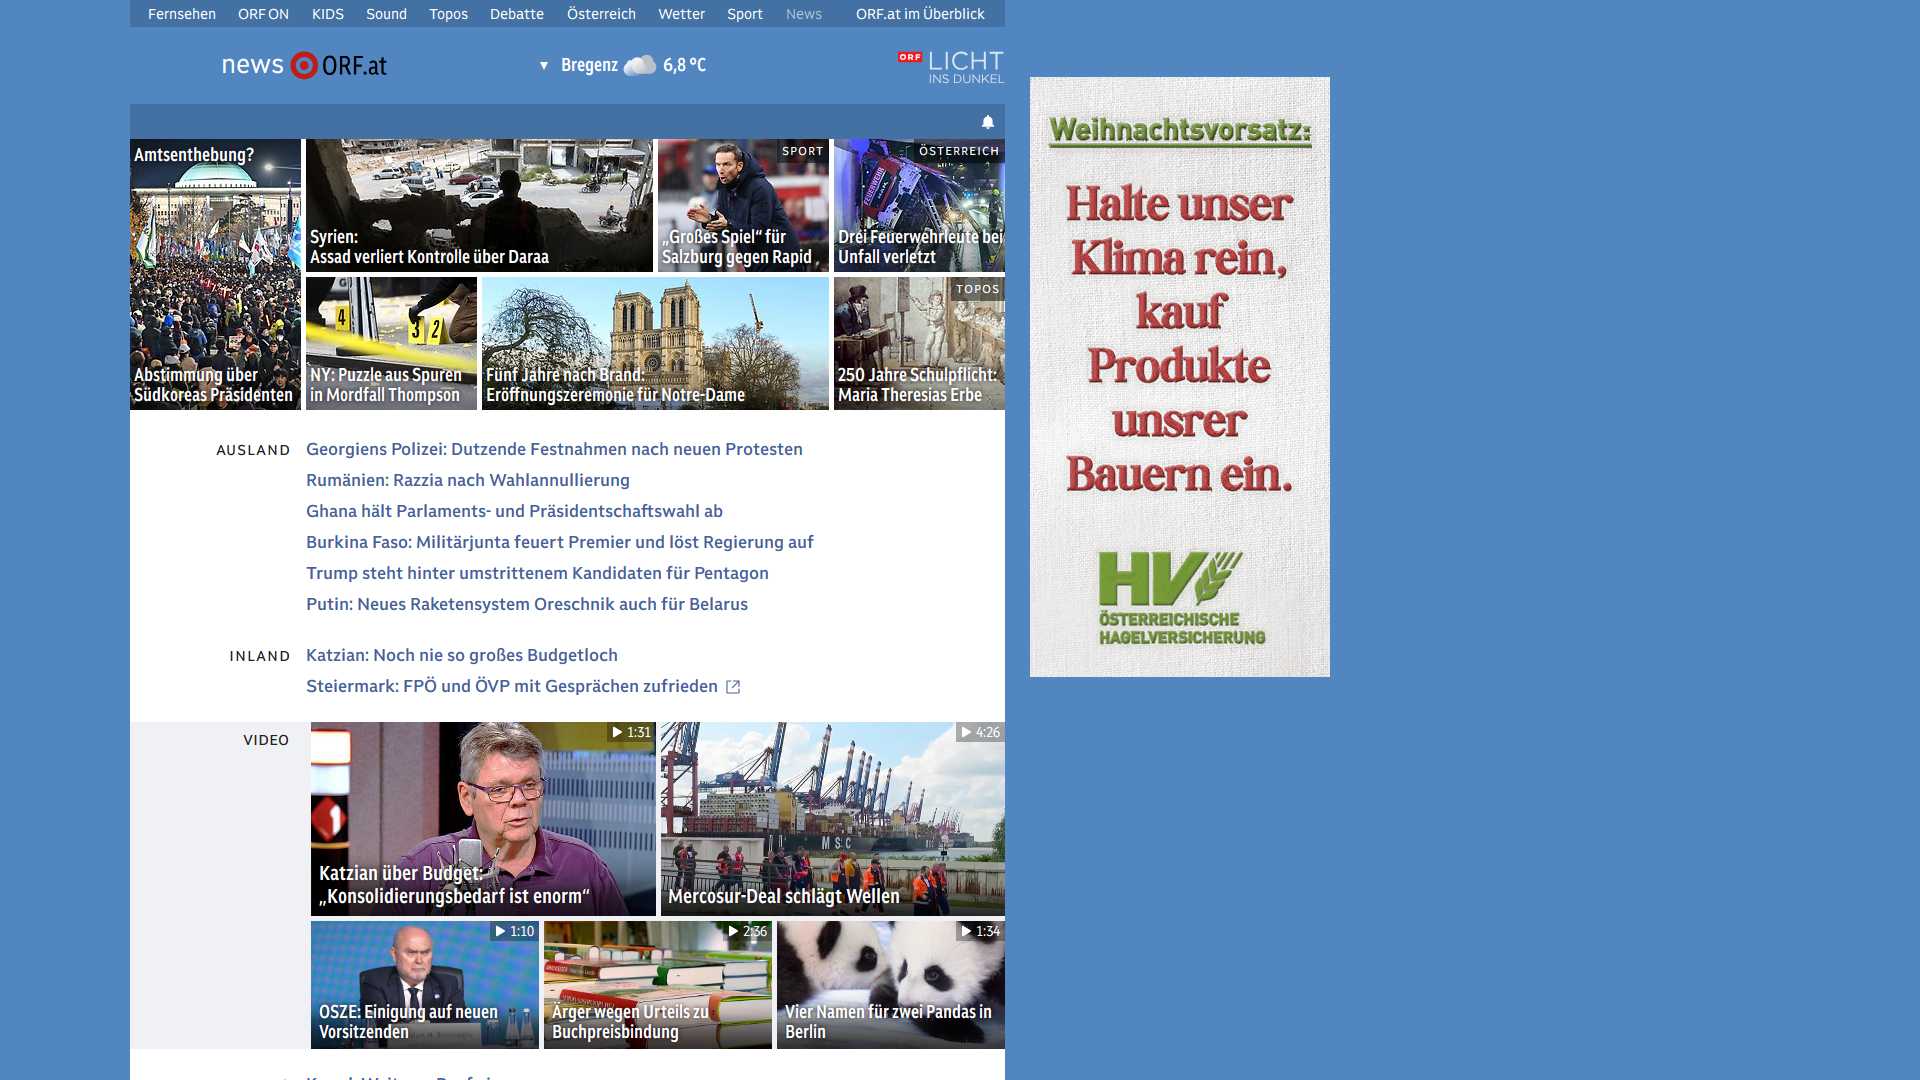 Fernsehen ORF ON KIDS Sound Topos Debatte Österreich Wetter Sport News ORF.at im Überblick
news ORF.at
▼ Bregenz 6,8 °C
ORF LICHT
INS DUNKEL
Amtsenthebung?
Abstimmung über
Südkoreas Präsidenten
Syrien:
Assad verliert Kontrolle über Daraa
SPORT
„Großes Spiel“ für
Salzburg gegen Rapid
ÖSTERREICH
Drei Feuerwehrleute bei
Unfall verletzt
4 3 2
NY: Puzzle aus Spuren
in Mordfall Thompson
Fünf Jahre nach Brand:
Eröffnungszeremonie für Notre-Dame
TOPOS
250 Jahre Schulpflicht:
Maria Theresias Erbe
AUSLAND
Georgiens Polizei: Dutzende Festnahmen nach neuen Protesten
Rumänien: Razzia nach Wahlannullierung
Ghana hält Parlaments- und Präsidentschaftswahl ab
Burkina Faso: Militärjunta feuert Premier und löst Regierung auf
Trump steht hinter umstrittenem Kandidaten für Pentagon
Putin: Neues Raketensystem Oreschnik auch für Belarus
INLAND
Katzian: Noch nie so großes Budgetloch
Steiermark: FPÖ und ÖVP mit Gesprächen zufrieden
VIDEO
1:31
1
Katzian über Budget:
„Konsolidierungsbedarf ist enorm“
4:26
MSC
Mercosur-Deal schlägt Wellen
1:10
OSZE: Einigung auf neuen
Vorsitzenden
2:36
Ärger wegen Urteils zu
Buchpreisbindung
1:34
Vier Namen für zwei Pandas in
Berlin
Weihnachtsvorsatz:
Halte unser
Klima rein,
kauf
Produkte
unsrer
Bauern ein.
HV
ÖSTERREICHISCHE
HAGELVERSICHERUNG